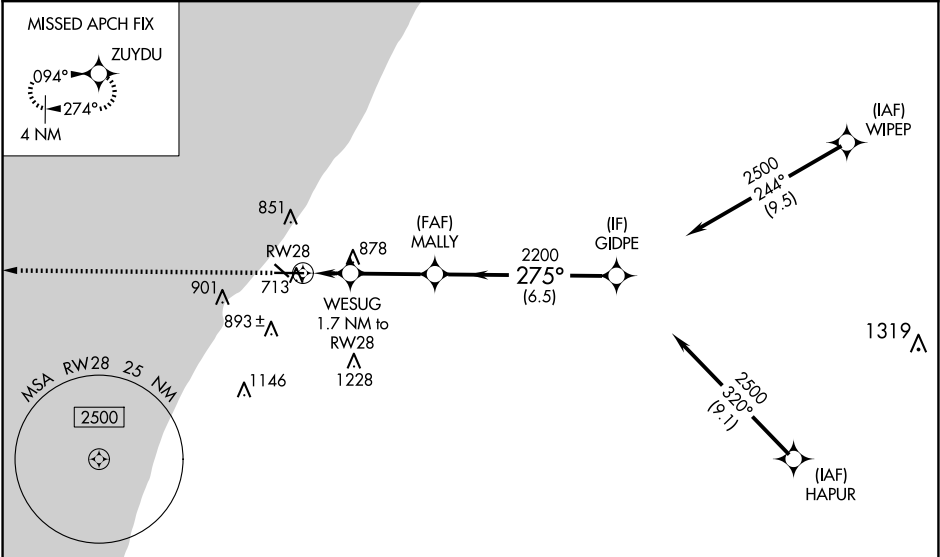 MISSED APCH FIX
ZUYDU
094°
274°
4 NM
(IAF)
WIPEP
2500
244°
(9.5)
851
RW28
713
878
(FAF)
MALLY
2200
275°
(6.5)
(IF)
GIDPE
901
893 ±
WESUG
1.7 NM to
RW28
1228
1146
1319
2500
320°
(9.1)
(IAF)
HAPUR
MSA RW28 25 NM
2500